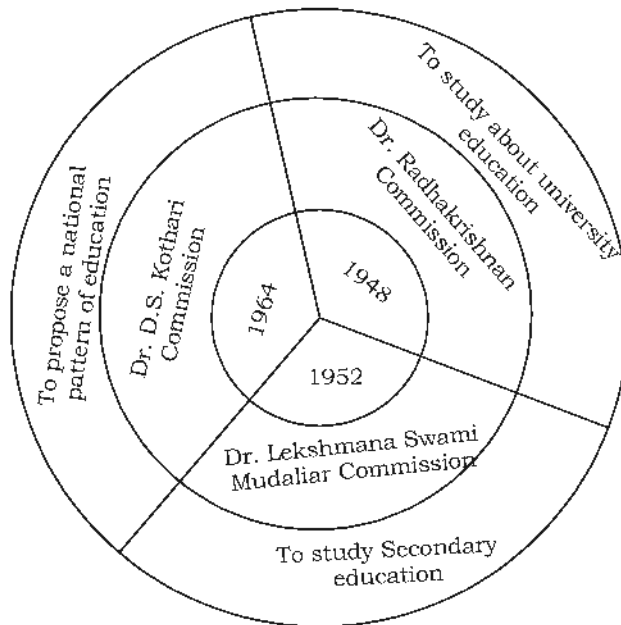 To study about university
education
Dr. Radhakrishnan
Commission
1948
To propose a national
pattern of education
Dr. D.S. Kothari
Commission
1964
1952
Dr. Lekshmana Swami
Mudaliar Commission
To study Secondary
education